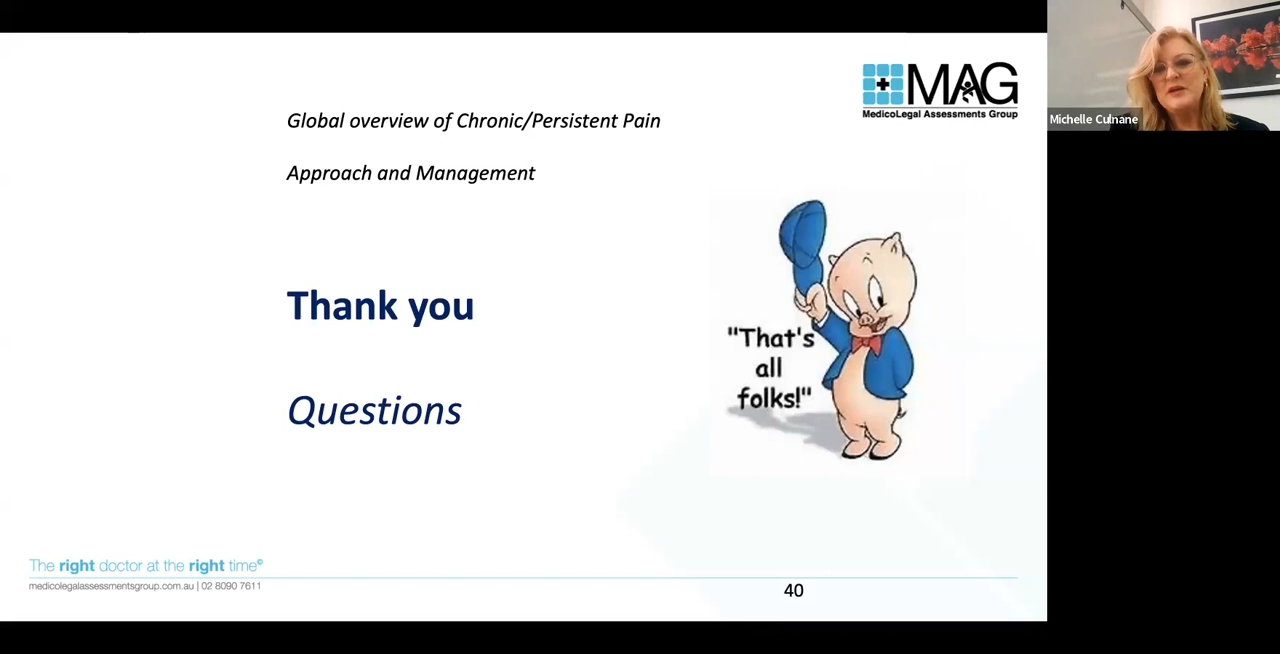 MAG
MedicoLegal Assessments Group
Michelle Culnane
Global overview of Chronic/Persistent Pain
Approach and Management
Thank you
Questions
"That's
all
folks!"
The right doctor at the right time©
medicolegalassessmentsgroup.com.au | 02 8090 7611
40